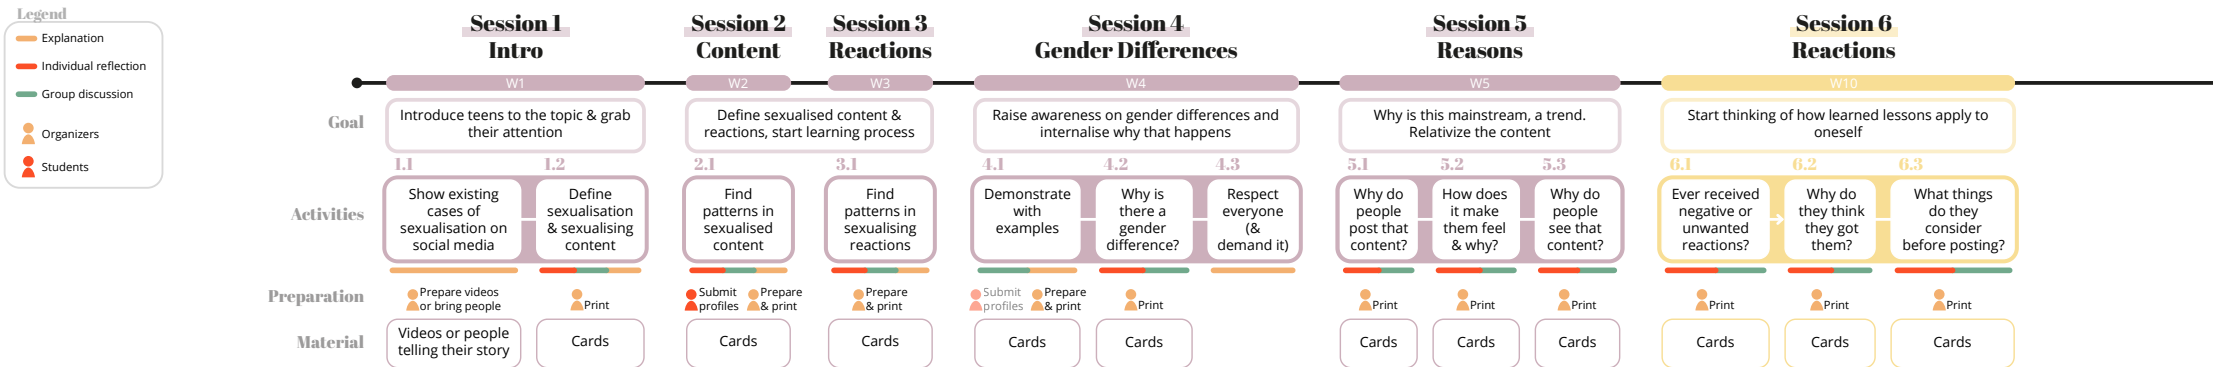 Legend
Explanation
Individual reflection
Group discussion
Organizers
Students
Session 1
Intro
Session 2
Content
Session 3
Reactions
Session 4
Gender Differences
Session 5
Reasons
Session 6
Reactions
W1
W2
W3
W4
W5
W10
Goal
Introduce teens to the topic & grab
their attention
Define sexualised content &
reactions, start learning process
Raise awareness on gender differences and
internalise why that happens
Why is this mainstream, a trend.
Relativize the content
Start thinking of how learned lessons apply to
oneself
1.1
1.2
2.1
3.1
4.1
4.2
4.3
5.1
5.2
5.3
6.1
6.2
6.3
Activities
Show existing
cases of
sexualisation on
social media
Define
sexualisation
& sexualising
content
Find
patterns in
sexualised
content
Find
patterns in
sexualising
reactions
Demonstrate
with
examples
Why is
there a
gender
difference?
Respect
everyone
(&
demand it)
Why do
people
post that
content?
How does
it make
them feel
& why?
Why do
people
see that
content?
Ever received
negative or
unwanted
reactions?
Why do
they think
they got
them?
What things
do they
consider
before posting?
Preparation
Prepare videos
or bring people
Print
Submit
profiles
Prepare
& print
Prepare
& print
Submit
profiles
Prepare
& print
Print
Print
Print
Print
Print
Print
Print
Material
Videos or people
telling their story
Cards
Cards
Cards
Cards
Cards
Cards
Cards
Cards
Cards
Cards
Cards